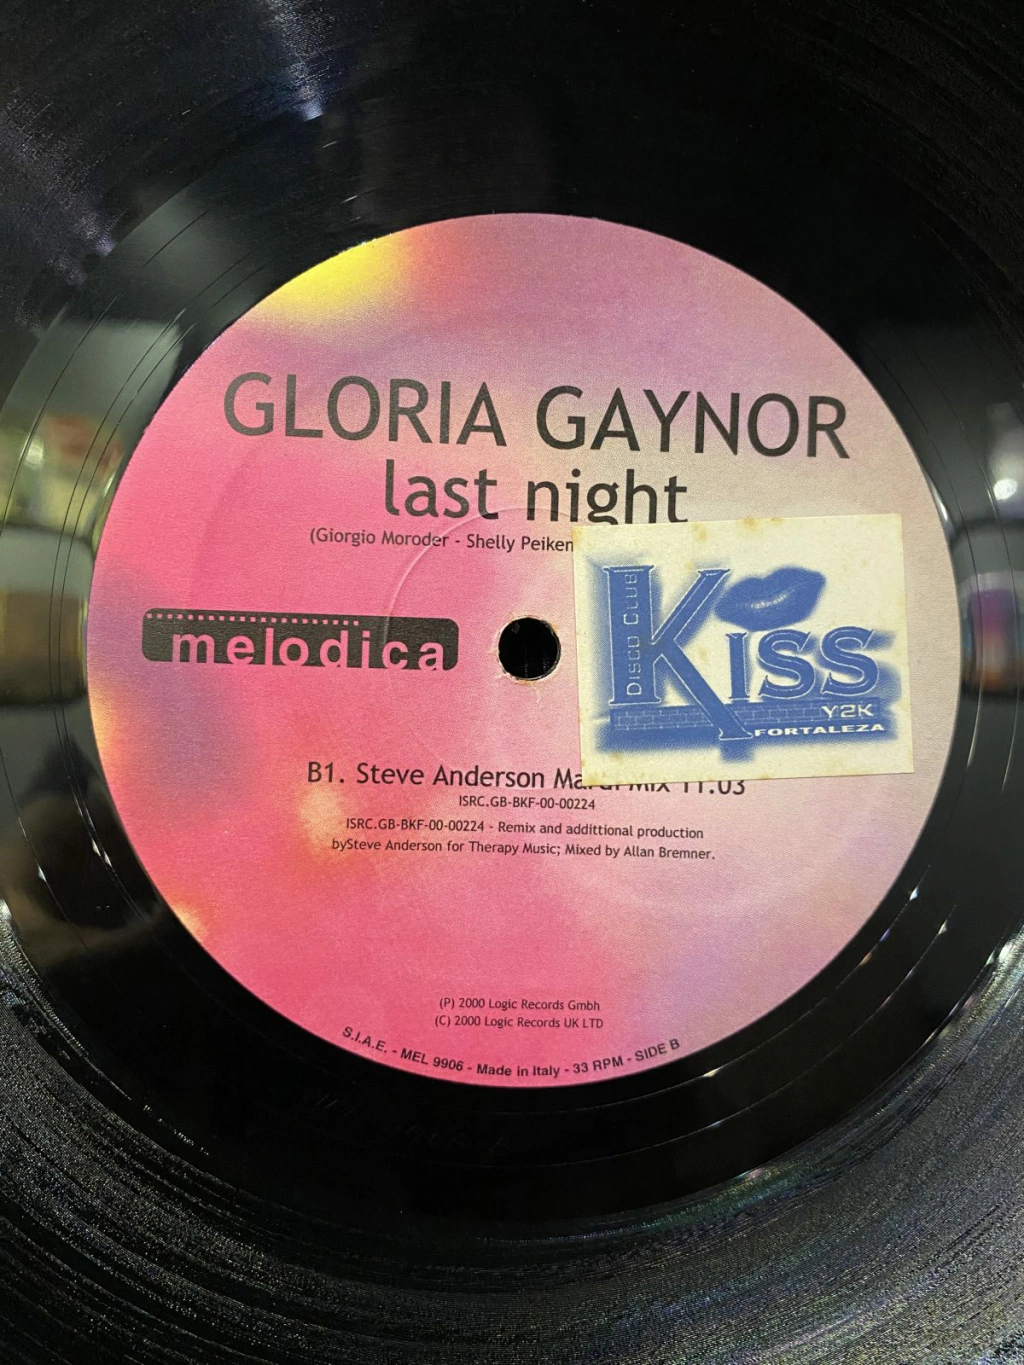 GLORIA GAYNOR
last night
(Giorgio Moroder - Shelly Peiken
DISCO CLUB
KISS
Y2K
FORTALEZA
melodica
B1. Steve Anderson Mix 11:03
ISRC.GB-BKF-00-00224
ISRC.GB-BKF-00-00224 - Remix and addittional production
bySteve Anderson for Therapy Music; Mixed by Allan Bremner.
(P) 2000 Logic Records Gmbh
(C) 2000 Logic Records UK LTD
S.I.A.E. - MEL 9906 - Made in Italy - 33 RPM - SIDE B